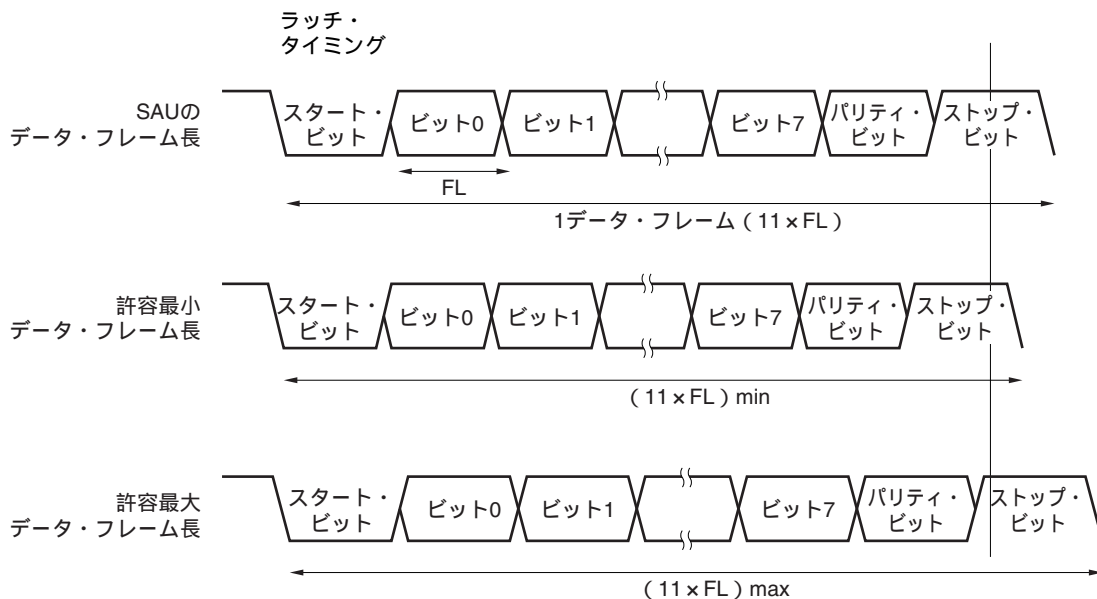 ラッチ・
タイミング
SAUの
データ・フレーム長
スタート・
ビット
ビット0
ビット1
ビット7
パリティ・
ビット
ストップ・
ビット
FL
1データ・フレーム（11×FL）
許容最小
データ・フレーム長
スタート・
ビット
ビット0
ビット1
ビット7
パリティ・
ビット
ストップ・
ビット
（11×FL）min
許容最大
データ・フレーム長
スタート・
ビット
ビット0
ビット1
ビット7
パリティ・
ビット
ストップ・
ビット
（11×FL）max